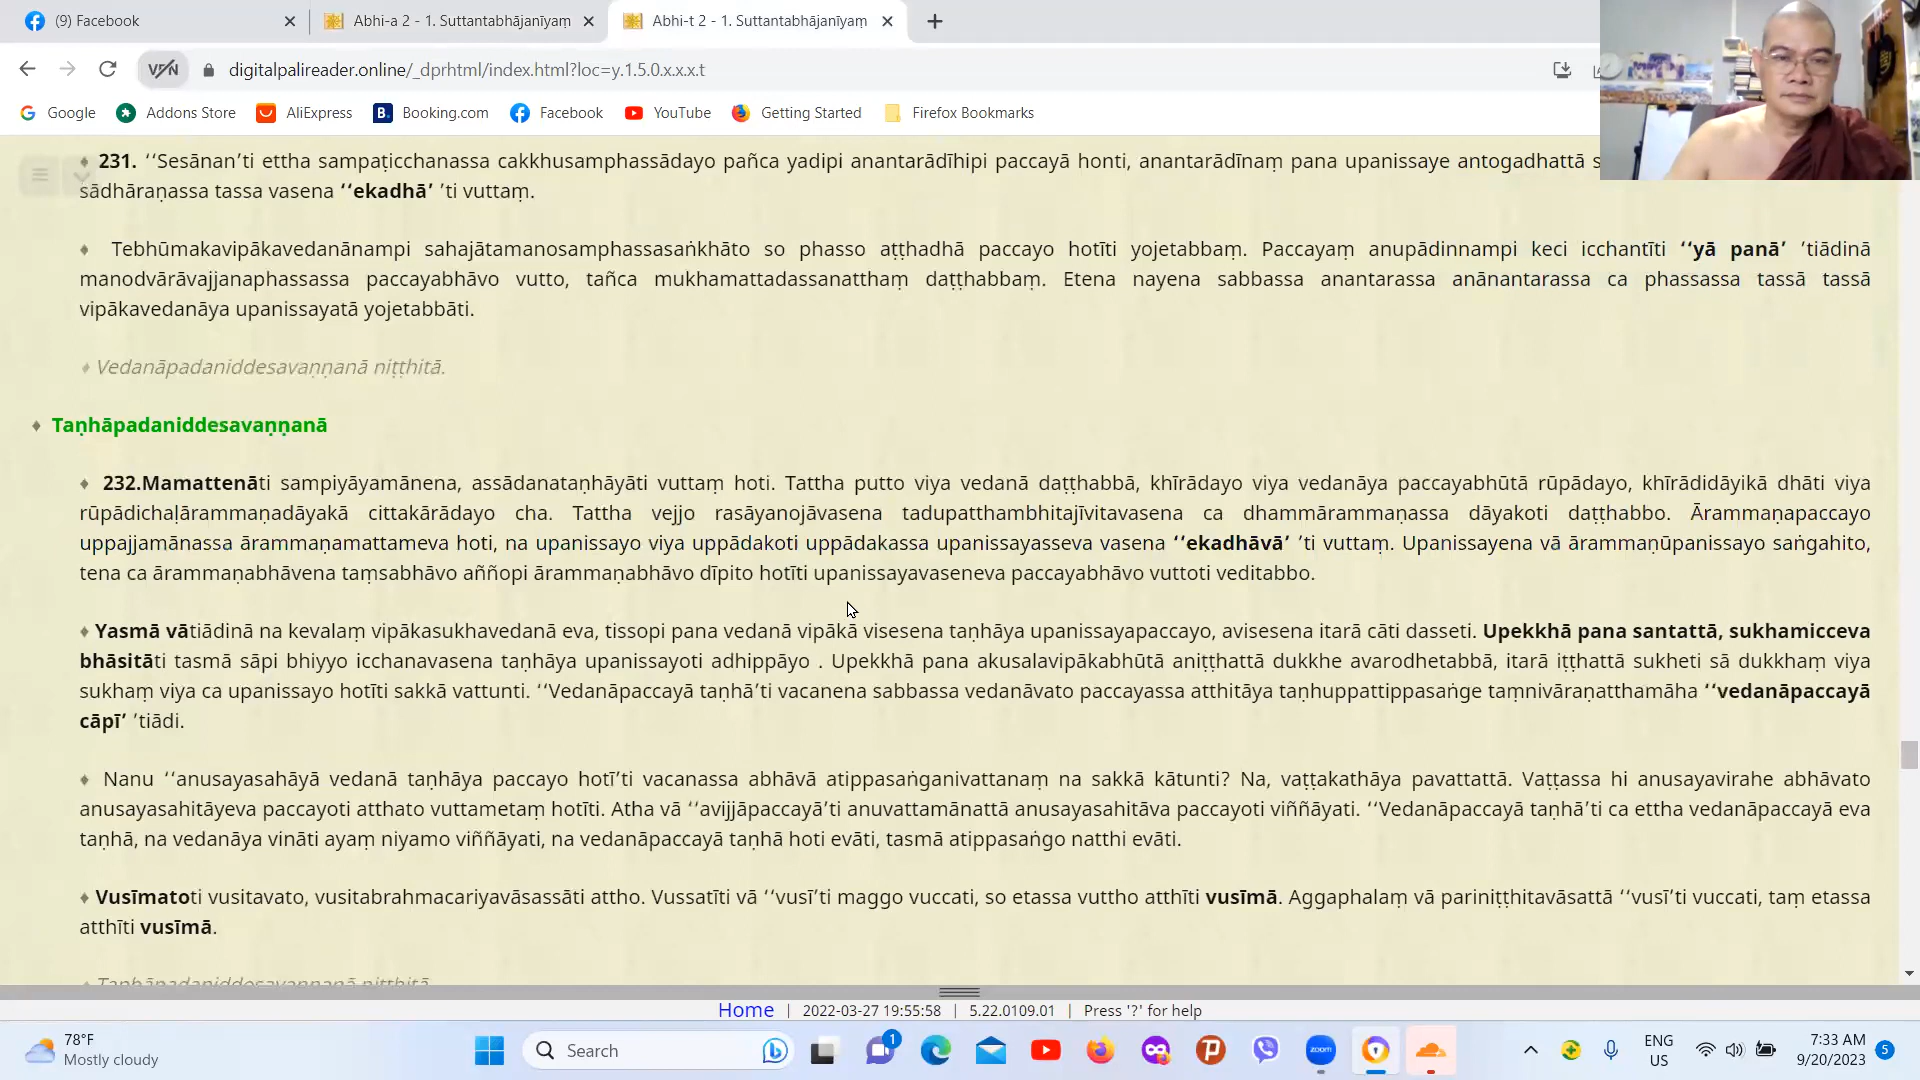 (9) Facebook
Abhi-a 2 - 1. Suttantabhājanīyaṃ
Abhi-t 2 - 1. Suttantabhājanīyaṃ
VPN
digitalpalireader.online/_dprhtml/index.html?loc=y.1.5.0.x.x.x.t
Google Addons Store AliExpress Booking.com Facebook YouTube Getting Started Firefox Bookmarks
231. ‘‘Sesānan’ti ettha sampaṭicchanassa cakkhusamphassādayo pañca yadipi anantarādīhipi paccayā honti, anantarādīnaṃ pana upanissaye antogadhattā
sādhāraṇassa tassa vasena ‘‘ekadhā’ ’ti vuttaṃ.
Tebhūmakavipākavedanānampi sahajātamanosamphassasaṅkhāto so phasso aṭṭhadhā paccayo hotīti yojetabbaṃ. Paccayaṃ anupādinnampi keci icchantīti ‘‘yā panā’ ’tiādinā
manodvārāvajjanaphassassa paccayabhāvo vutto, tañca mukhamattadassanatthaṃ daṭṭhabbaṃ. Etena nayena sabbassa anantarassa anānantarassa ca phassassa tassā tassā
vipākavedanāya upanissayatā yojetabbāti.
Vedanāpadaniddesavaṇṇanā niṭṭhitā.
Taṇhāpadaniddesavaṇṇanā
232.Mamattenāti sampiyāyamānena, assādanataṇhāyāti vuttaṃ hoti. Tattha putto viya vedanā daṭṭhabbā, khīrādayo viya vedanāya paccayabhūtā rūpādayo, khīrādidāyikā dhāti viya
rūpādichaḷārammaṇadāyakā cittakārādayo cha. Tattha vejjo rasāyanojāvasena tadupatthambhitajīvitavasena ca dhammārammaṇassa dāyakoti daṭṭhabbo. Ārammaṇapaccayo
uppajjamānassa ārammaṇamattameva hoti, na upanissayo viya uppādakoti uppādakassa upanissayasseva vasena ‘‘ekadhāvā’ ’ti vuttaṃ. Upanissayena vā ārammaṇūpanissayo saṅgahito,
tena ca ārammaṇabhāvena taṃsabhāvo aññopi ārammaṇabhāvo dīpito hotīti upanissayavaseneva paccayabhāvo vuttoti veditabbo.
Yasmā vātiādinā na kevalaṃ vipākasukhavedanā eva, tissopi pana vedanā vipākā visesena taṇhāya upanissayapaccayo, avisesena itarā cāti dasseti. Upekkhā pana santattā, sukhamicceva
bhāsitāti tasmā sāpi bhiyyo icchanavasena taṇhāya upanissayoti adhippāyo . Upekkhā pana akusalavipākabhūtā aniṭṭhattā dukkhe avarodhetabbā, itarā iṭṭhattā sukheti sā dukkhaṃ viya
sukhaṃ viya ca upanissayo hotīti sakkā vattunti. ‘‘Vedanāpaccayā taṇhā’ti vacanena sabbassa vedanāvato paccayassa atthitāya taṇhuppattippasaṅge taṃnivāraṇatthamāha ‘‘vedanāpaccayā
cāpī’ ’tiādi.
Nanu ‘‘anusayasahāyā vedanā taṇhāya paccayo hotī’ti vacanassa abhāvā atippasaṅganivattanaṃ na sakkā kātunti? Na, vaṭṭakathāya pavattattā. Vaṭṭassa hi anusayavirahe abhāvato
anusayasahitāyeva paccayoti atthato vuttametaṃ hotīti. Atha vā ‘‘avijjāpaccayā’ti anuvattamānattā anusayasahitāva paccayoti viññāyati. ‘‘Vedanāpaccayā taṇhā’ti ca ettha vedanāpaccayā eva
taṇhā, na vedanāya vināti ayaṃ niyamo viññāyati, na vedanāpaccayā taṇhā hoti evāti, tasmā atippasaṅgo natthi evāti.
Vusīmatoti vusitavato, vusitabrahmacariyavāsassāti attho. Vussatīti vā ‘‘vusī’ti maggo vuccati, so etassa vuttho atthīti vusīmā. Aggaphalaṃ vā pariniṭṭhitavāsattā ‘‘vusī’ti vuccati, taṃ etassa
atthīti vusīmā.
Taṇhāpadaniddesavaṇṇanā niṭṭhitā.
Home | 2022-03-27 19:55:58 | 5.22.0109.01 | Press '?' for help
78°F
Mostly cloudy
Search
1
zoom
ENG
US
7:33 AM
9/20/2023
5